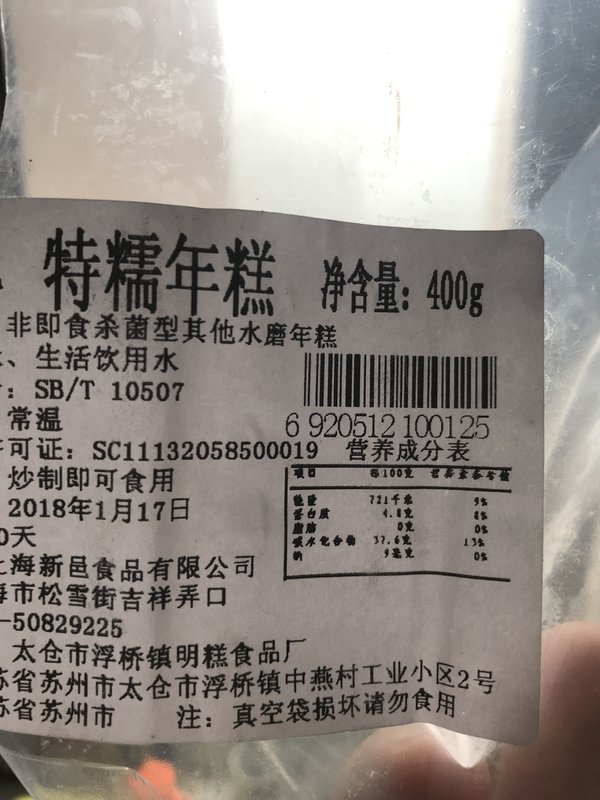 特糯年糕 净含量：400g
非即食杀菌型其他水磨年糕
、生活饮用水
：SB/T 10507
常温
6 920512 100125
可证：SC11132058500019 营养成分表
项目 每100克 营养素参考值
炒制即可食用
能量 721千焦 9%
蛋白质 4.8克 8%
脂肪 0克 0%
碳水化合物 37.6克 13%
钠 9毫克 0%
2018年1月17日
0天
上海新邑食品有限公司
海市松雪街吉祥弄口
-50829225
太仓市浮桥镇明糕食品厂
苏省苏州市太仓市浮桥镇中燕村工业小区2号
苏省苏州市 注：真空袋损坏请勿食用